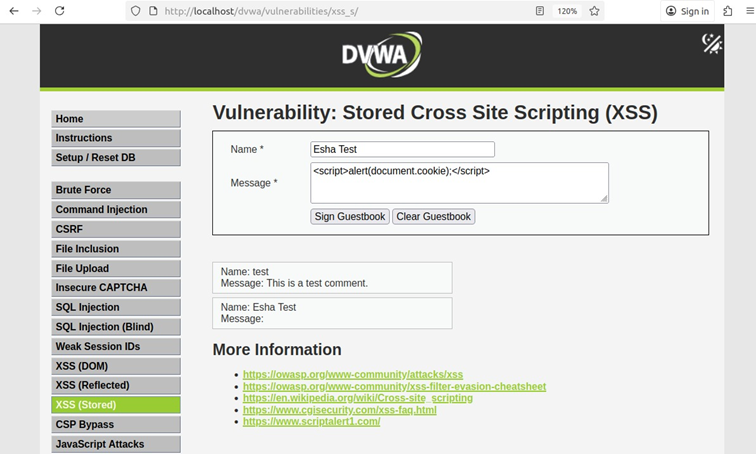 http://localhost/dvwa/vulnerabilities/xss_s/
120%
Sign in
DVWA
Home
Instructions
Setup / Reset DB
Brute Force
Command Injection
CSRF
File Inclusion
File Upload
Insecure CAPTCHA
SQL Injection
SQL Injection (Blind)
Weak Session IDs
XSS (DOM)
XSS (Reflected)
XSS (Stored)
CSP Bypass
JavaScript Attacks
Vulnerability: Stored Cross Site Scripting (XSS)
Name * Esha Test
Message * <script>alert(document.cookie);</script>
Sign Guestbook Clear Guestbook
Name: test
Message: This is a test comment.
Name: Esha Test
Message:
More Information
https://owasp.org/www-community/attacks/xss
https://owasp.org/www-community/xss-filter-evasion-cheatsheet
https://en.wikipedia.org/wiki/Cross-site_scripting
https://www.cgisecurity.com/xss-faq.html
https://www.scriptalert1.com/